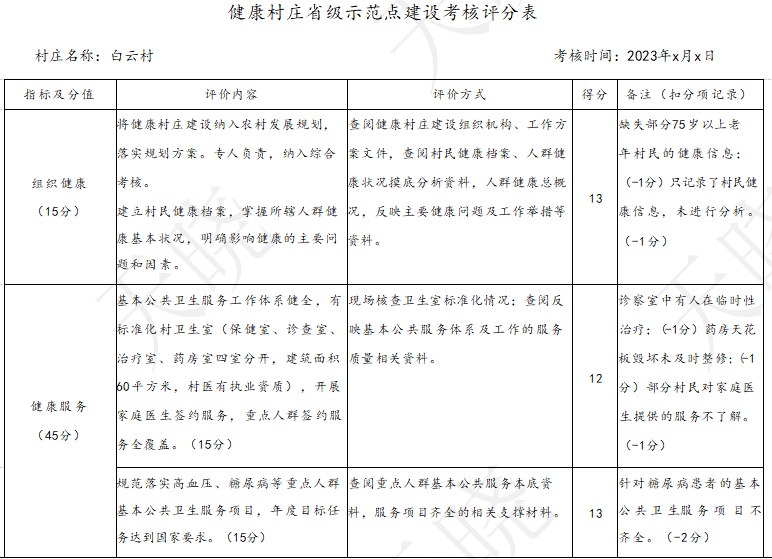 健康村庄省级示范点建设考核评分表
村庄名称：白云村
考核时间：2023年x月x日
指标及分值
评价内容
评价方式
得分
备注（扣分项记录）
组织健康
（15分）
将健康村庄建设纳入农村发展规划，
落实规划方案。专人负责，纳入综合
考核。
建立村民健康档案，掌握所辖人群健
康基本状况，明确影响健康的主要问
题和因素。
查阅健康村庄建设组织机构、工作方
案文件，查阅村民健康档案、人群健
康状况摸底分析资料，人群健康总概
况，反映主要健康问题及工作举措等
资料。
13
缺失部分75岁以上老
年村民的健康信息；
（-1分）只记录了村民健
康信息，未进行分析。
（-1分）
健康服务
（45分）
基本公共卫生服务工作体系健全，有
标准化村卫生室（保健室、诊查室、
治疗室、药房室四室分开，建筑面积
60平方米，村医有执业资质），开展
家庭医生签约服务，重点人群签约服
务全覆盖。（15分）
现场核查卫生室标准化情况；查阅反
映基本公共服务体系及工作的服务
质量相关资料。
12
诊察室中有人在临时性
治疗；（-1分）药房天花
板毁坏未及时整修；（-1
分）部分村民对家庭医
生提供的服务不了解。
（-1分）
规范落实高血压、糖尿病等重点人群
基本公共卫生服务项目，年度目标任
务达到国家要求。（15分）
查阅重点人群基本公共服务本底资
料，服务项目齐全的相关支撑材料。
13
针对糖尿病患者的基本
公共卫生服务项目不
齐全。（-2分）
天晓
天晓
天晓